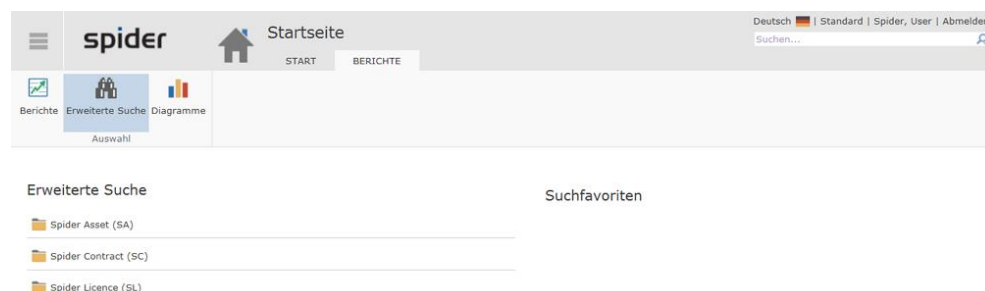 Deutsch | Standard | Spider, User | Abmelden
spider
Startseite
Suchen...
START BERICHTE
Berichte Erweiterte Suche Diagramme
Auswahl
Erweiterte Suche
Suchfavoriten
Spider Asset (SA)
Spider Contract (SC)
Spider Licence (SL)